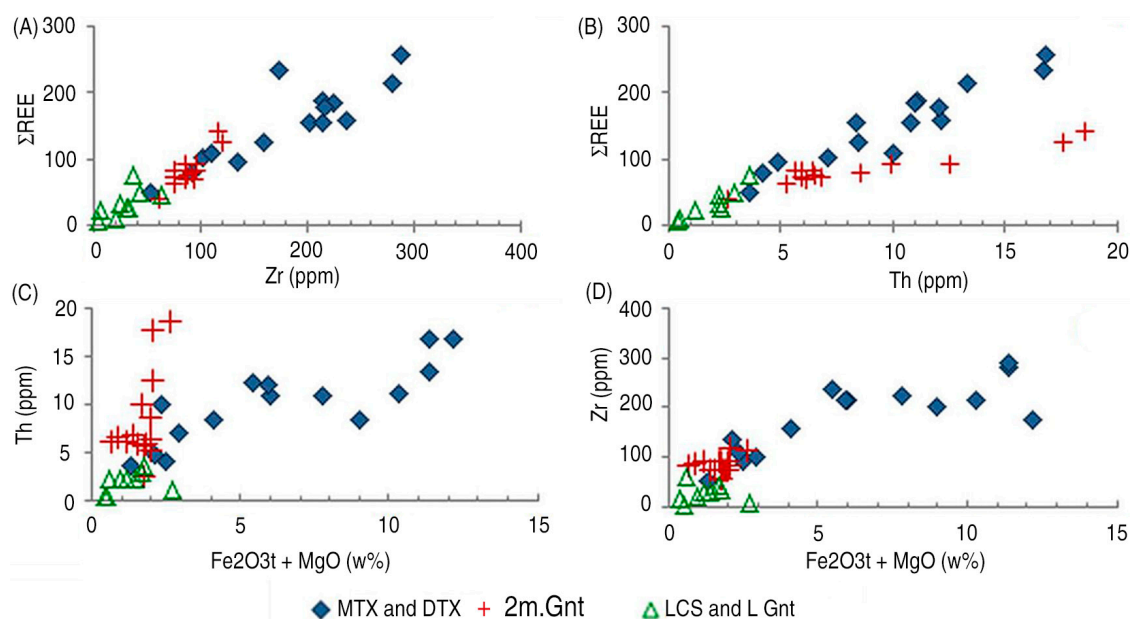 (A)
300
200
100
0
ΣREE
0 100 200 300 400
Zr (ppm)
(B)
300
200
100
0
ΣREE
0 5 10 15 20
Th (ppm)
(C)
20
15
10
5
0
Th (ppm)
0 5 10 15
Fe2O3t + MgO (w%)
(D)
400
300
200
100
0
Zr (ppm)
0 5 10 15
Fe2O3t + MgO (w%)
MTX and DTX 2m.Gnt LCS and L Gnt